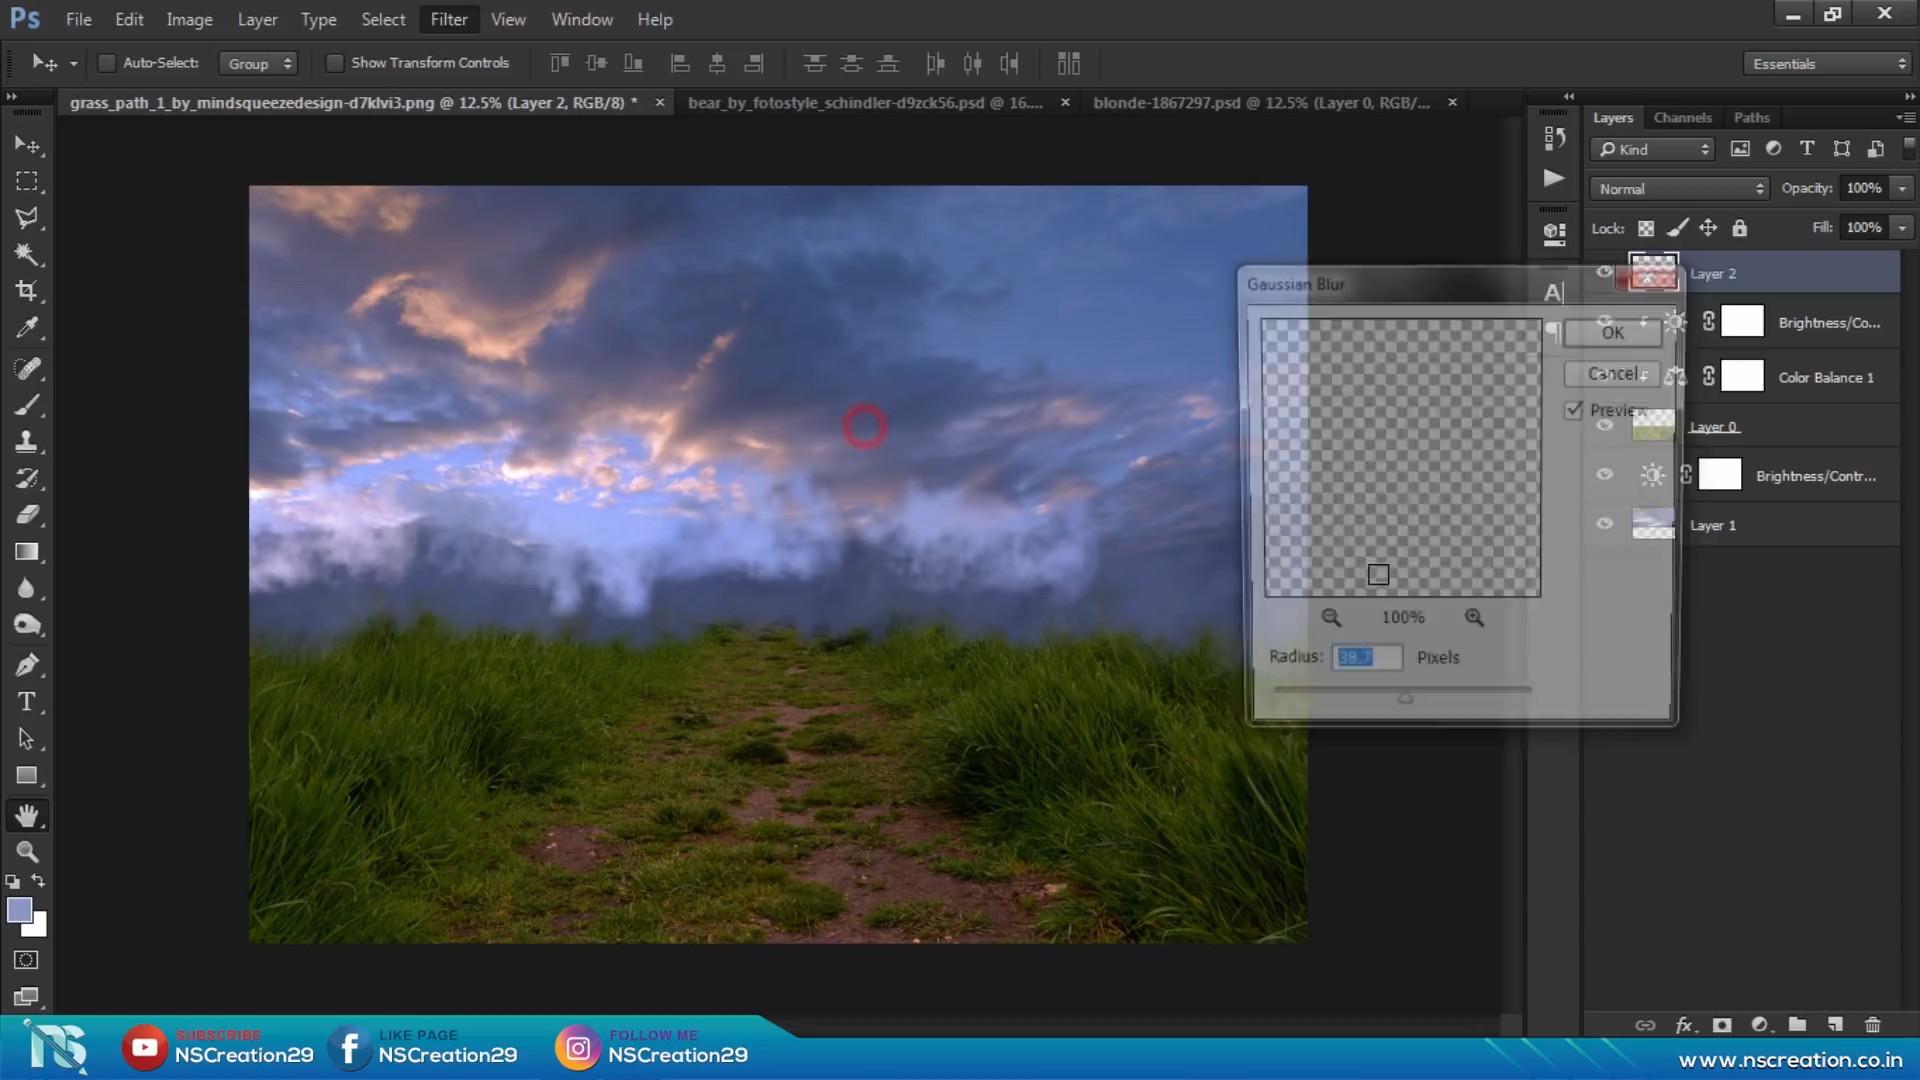 Ps File Edit Image Layer Type Select Filter View Window Help
Auto-Select: Group Show Transform Controls Essentials
grass_path_1_by_mindsqueezedesign-d7klvi3.png @ 12.5% (Layer 2, RGB/8) * bear_by_fotostyle_schindler-d9zck56.psd @ 16.... blonde-1867297.psd @ 12.5% (Layer 0, RGB/...
Layers Channels Paths
Kind
Normal Opacity: 100%
Lock: Fill: 100%
Layer 2
Brightness/Co...
Color Balance 1
Layer 0
Brightness/Contr...
Layer 1
Gaussian Blur
OK
Cancel
Preview
100%
Radius: 38.7 Pixels
SUBSCRIBE
NSCreation29
LIKE PAGE
NSCreation29
FOLLOW ME
NSCreation29
www.nscreation.co.in